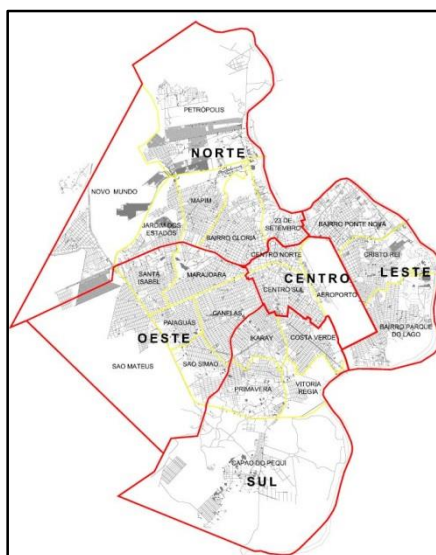 PETRÓPOLIS
NORTE
NOVO MUNDO
MAPIM
JARDIM DOS
ESTADOS
23 DE
SETEMBRO
BAIRRO PONTE NOVA
BAIRRO GLORIA
CENTRO NORTE
CRISTO REI
SANTA
ISABEL
MARAJOARA
CENTRO
LESTE
CENTRO SUL
AEROPORTO
PAIAGUÁS
CANELAS
BAIRRO PARQUE
DO LAGO
OESTE
IKARAY
COSTA VERDE
SAO MATEUS
SAO SIMAO
PRIMAVERA
VITORIA
REGIA
CAPAO DO PEQUI
SUL